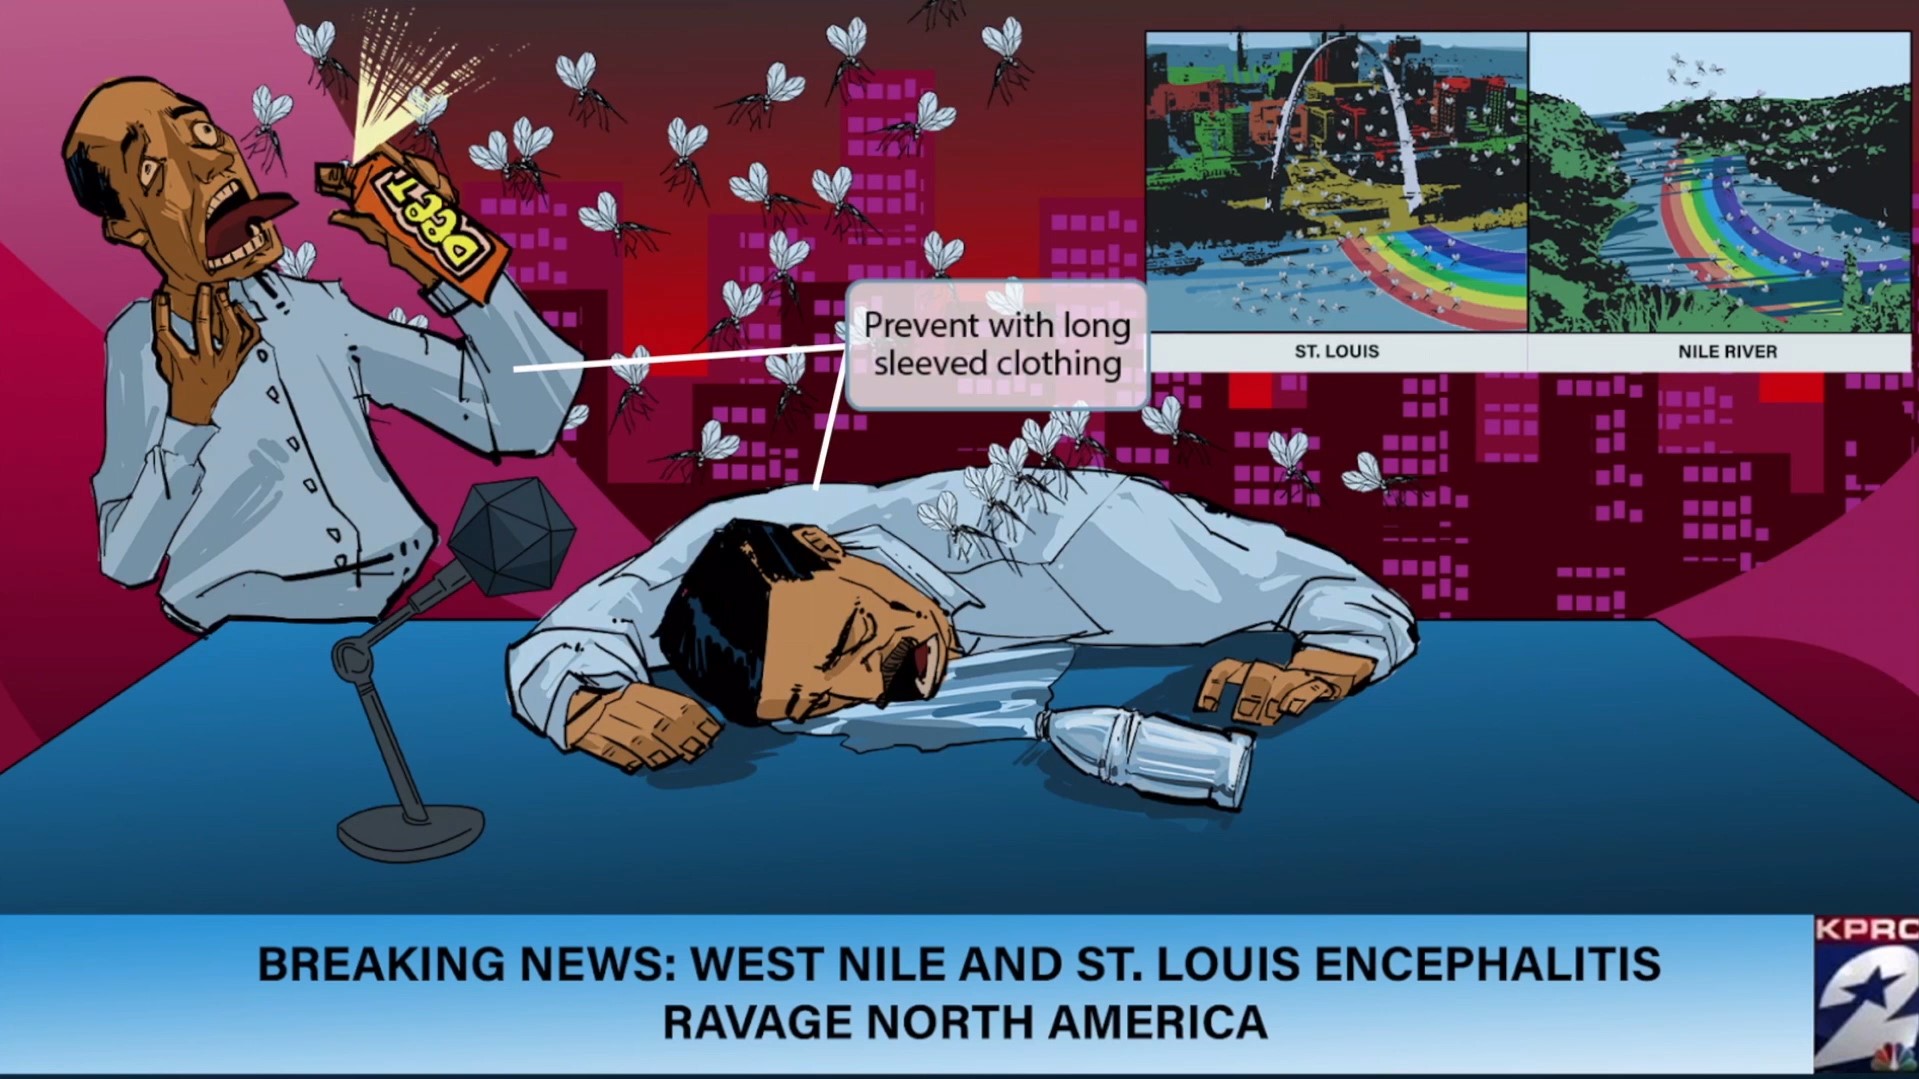 DEET
Prevent with long
sleeved clothing
ST. LOUIS
NILE RIVER
BREAKING NEWS: WEST NILE AND ST. LOUIS ENCEPHALITIS
RAVAGE NORTH AMERICA
KPRC
2